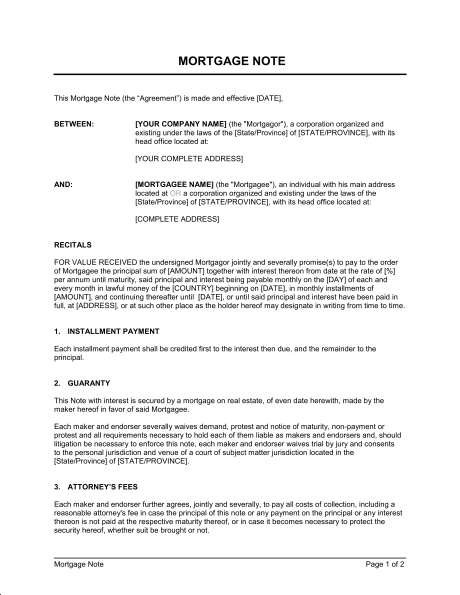 MORTGAGE NOTE
This Mortgage Note (the “Agreement”) is made and effective [DATE],
BETWEEN: [YOUR COMPANY NAME] (the "Mortgagor"), a corporation organized and
existing under the laws of the [State/Province] of [STATE/PROVINCE], with its
head office located at:
[YOUR COMPLETE ADDRESS]
AND: [MORTGAGEE NAME] (the "Mortgagee"), an individual with his main address
located at OR a corporation organized and existing under the laws of the
[State/Province] of [STATE/PROVINCE], with its head office located at:
[COMPLETE ADDRESS]
RECITALS
FOR VALUE RECEIVED the undersigned Mortgagor jointly and severally promise(s) to pay to the order
of Mortgagee the principal sum of [AMOUNT] together with interest thereon from date at the rate of [%]
per annum until maturity, said principal and interest being payable monthly on the [DAY] of each and
every month in lawful money of the [COUNTRY] beginning on [DATE], in monthly installments of
[AMOUNT], and continuing thereafter until [DATE], or until said principal and interest have been paid in
full, at [ADDRESS], or at such other place as the holder hereof may designate in writing from time to time.
1. INSTALLMENT PAYMENT
Each installment payment shall be credited first to the interest then due, and the remainder to the
principal.
2. GUARANTY
This Note with interest is secured by a mortgage on real estate, of even date herewith, made by the
maker hereof in favor of said Mortgagee.
Each maker and endorser severally waives demand, protest and notice of maturity, non-payment or
protest and all requirements necessary to hold each of them liable as makers and endorsers and, should
litigation be necessary to enforce this note, each maker and endorser waives trial by jury and consents
to the personal jurisdiction and venue of a court of subject matter jurisdiction located in the
[State/Province] of [STATE/PROVINCE].
3. ATTORNEY'S FEES
Each maker and endorser further agrees, jointly and severally, to pay all costs of collection, including a
reasonable attorney's fee in case the principal of this note or any payment on the principal or any interest
thereon is not paid at the respective maturity thereof, or in case it becomes necessary to protect the
security hereof, whether suit be brought or not.
Mortgage Note Page 1 of 2